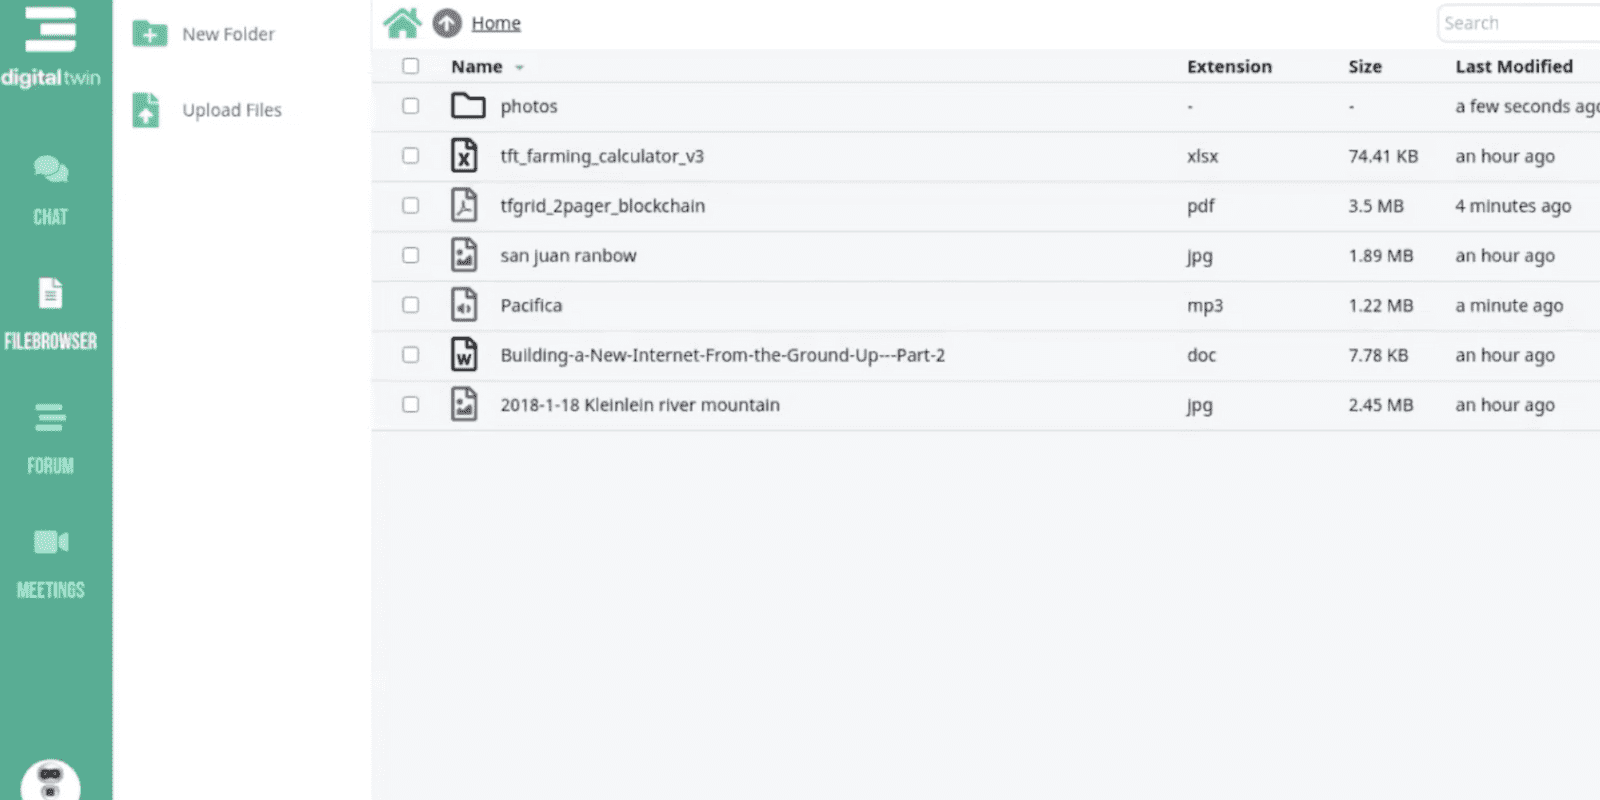 digitaltwin
CHAT
FILEBROWSER
FORUM
MEETINGS
New Folder
Upload Files
Home
Search
Name Extension Size Last Modified
photos - - a few seconds ago
tft_farming_calculator_v3 xlsx 74.41 KB an hour ago
tfgrid_2pager_blockchain pdf 3.5 MB 4 minutes ago
san juan ranbow jpg 1.89 MB an hour ago
Pacifica mp3 1.22 MB a minute ago
Building-a-New-Internet-From-the-Ground-Up---Part-2 doc 7.78 KB an hour ago
2018-1-18 Kleinlein river mountain jpg 2.45 MB an hour ago